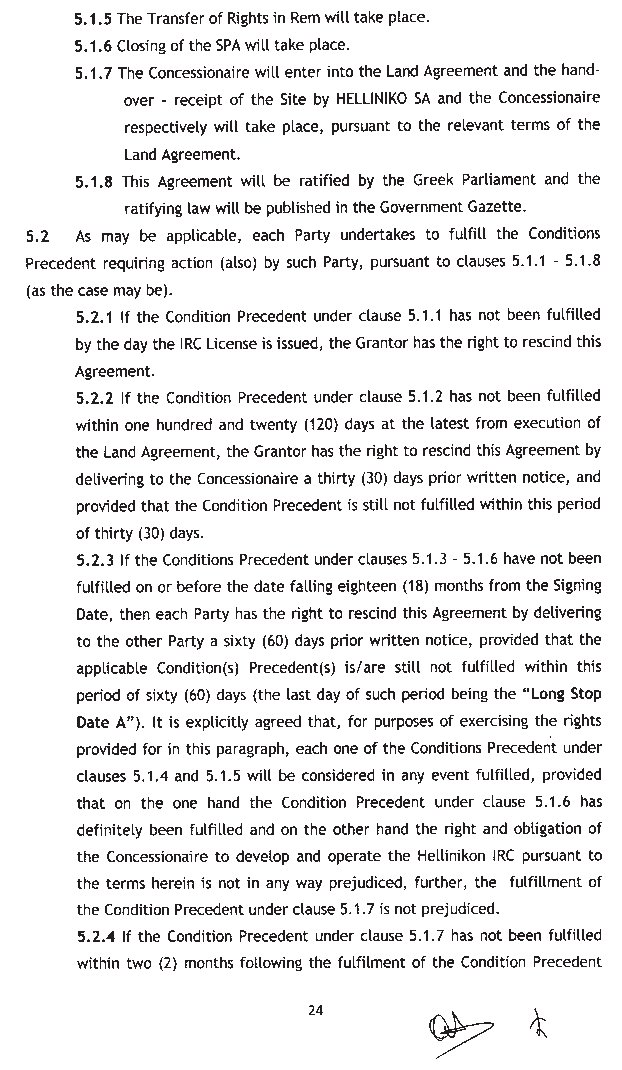 5.1.5 The Transfer of Rights in Rem will take place.
5.1.6 Closing of the SPA will take place.
5.1.7 The Concessionaire will enter into the Land Agreement and the hand-
over - receipt of the Site by HELLINIKO SA and the Concessionaire
respectively will take place, pursuant to the relevant terms of the
Land Agreement.
5.1.8 This Agreement will be ratified by the Greek Parliament and the
ratifying law will be published in the Government Gazette.
5.2 As may be applicable, each Party undertakes to fulfill the Conditions
Precedent requiring action (also) by such Party, pursuant to clauses 5.1.1 - 5.1.8
(as the case may be).
5.2.1 If the Condition Precedent under clause 5.1.1 has not been fulfilled
by the day the IRC License is issued, the Grantor has the right to rescind this
Agreement.
5.2.2 If the Condition Precedent under clause 5.1.2 has not been fulfilled
within one hundred and twenty (120) days at the latest from execution of
the Land Agreement, the Grantor has the right to rescind this Agreement by
delivering to the Concessionaire a thirty (30) days prior written notice, and
provided that the Condition Precedent is still not fulfilled within this period
of thirty (30) days.
5.2.3 If the Conditions Precedent under clauses 5.1.3 - 5.1.6 have not been
fulfilled on or before the date falling eighteen (18) months from the Signing
Date, then each Party has the right to rescind this Agreement by delivering
to the other Party a sixty (60) days prior written notice, provided that the
applicable Condition(s) Precedent(s) is/are still not fulfilled within this
period of sixty (60) days (the last day of such period being the “Long Stop
Date A”). It is explicitly agreed that, for purposes of exercising the rights
provided for in this paragraph, each one of the Conditions Precedent under
clauses 5.1.4 and 5.1.5 will be considered in any event fulfilled, provided
that on the one hand the Condition Precedent under clause 5.1.6 has
definitely been fulfilled and on the other hand the right and obligation of
the Concessionaire to develop and operate the Hellinikon IRC pursuant to
the terms herein is not in any way prejudiced, further, the fulfillment of
the Condition Precedent under clause 5.1.7 is not prejudiced.
5.2.4 If the Condition Precedent under clause 5.1.7 has not been fulfilled
within two (2) months following the fulfilment of the Condition Precedent
24